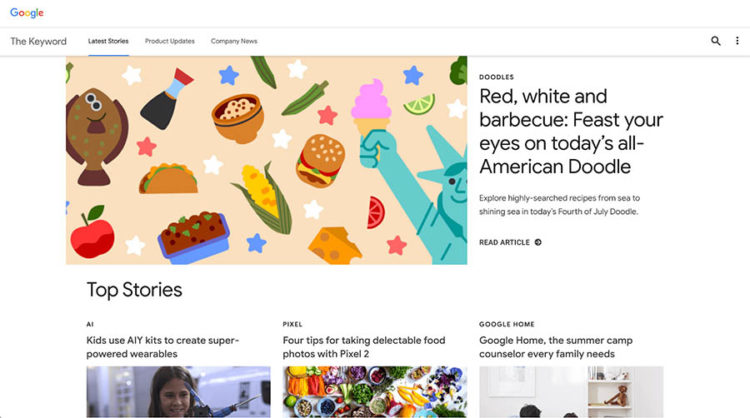 Google
The Keyword
Latest Stories
Product Updates
Company News
DOODLES
Red, white and
barbecue: Feast your
eyes on today's all-
American Doodle
Explore highly-searched recipes from sea to
shining sea in today's Fourth of July Doodle.
READ ARTICLE
Top Stories
AI
Kids use AIY kits to create super-
powered wearables
PIXEL
Four tips for taking delectable food
photos with Pixel 2
GOOGLE HOME
Google Home, the summer camp
counselor every family needs